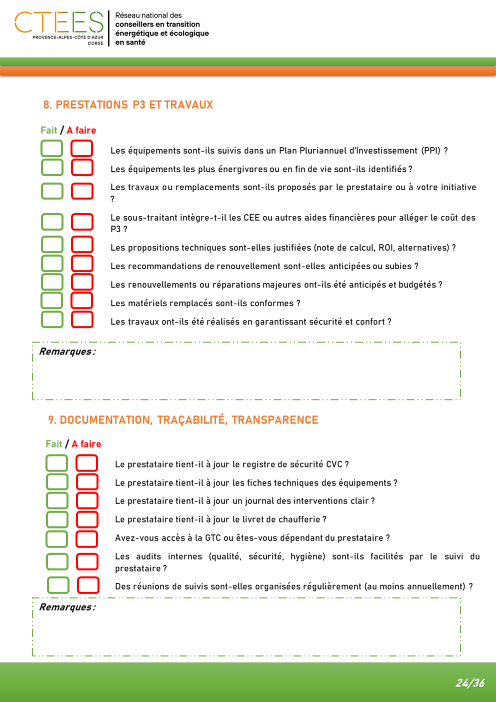 CTEES
PROVENCE-ALPES-CÔTE D'AZUR
CORSE
Réseau national des
conseillers en transition
énergétique et écologique
en santé
8. PRESTATIONS P3 ET TRAVAUX
Fait / A faire
Les équipements sont-ils suivis dans un Plan Pluriannuel d'Investissement (PPI) ?
Les équipements les plus énergivores ou en fin de vie sont-ils identifiés ?
Les travaux ou remplacements sont-ils proposés par le prestataire ou à votre initiative
?
Le sous-traitant intègre-t-il les CEE ou autres aides financières pour alléger le coût des
P3 ?
Les propositions techniques sont-elles justifiées (note de calcul, ROI, alternatives) ?
Les recommandations de renouvellement sont-elles anticipées ou subies ?
Les renouvellements ou réparations majeures ont-ils été anticipés et budgétés ?
Les matériels remplacés sont-ils conformes ?
Les travaux ont-ils été réalisés en garantissant sécurité et confort ?
Remarques :
9. DOCUMENTATION, TRAÇABILITÉ, TRANSPARENCE
Fait / A faire
Le prestataire tient-il à jour le registre de sécurité CVC ?
Le prestataire tient-il à jour les fiches techniques des équipements ?
Le prestataire tient-il à jour un journal des interventions clair ?
Le prestataire tient-il à jour le livret de chaufferie ?
Avez-vous accès à la GTC ou êtes-vous dépendant du prestataire ?
Les audits internes (qualité, sécurité, hygiène) sont-ils facilités par le suivi du
prestataire ?
Des réunions de suivis sont-elles organisées régulièrement (au moins annuellement) ?
Remarques :
24/36